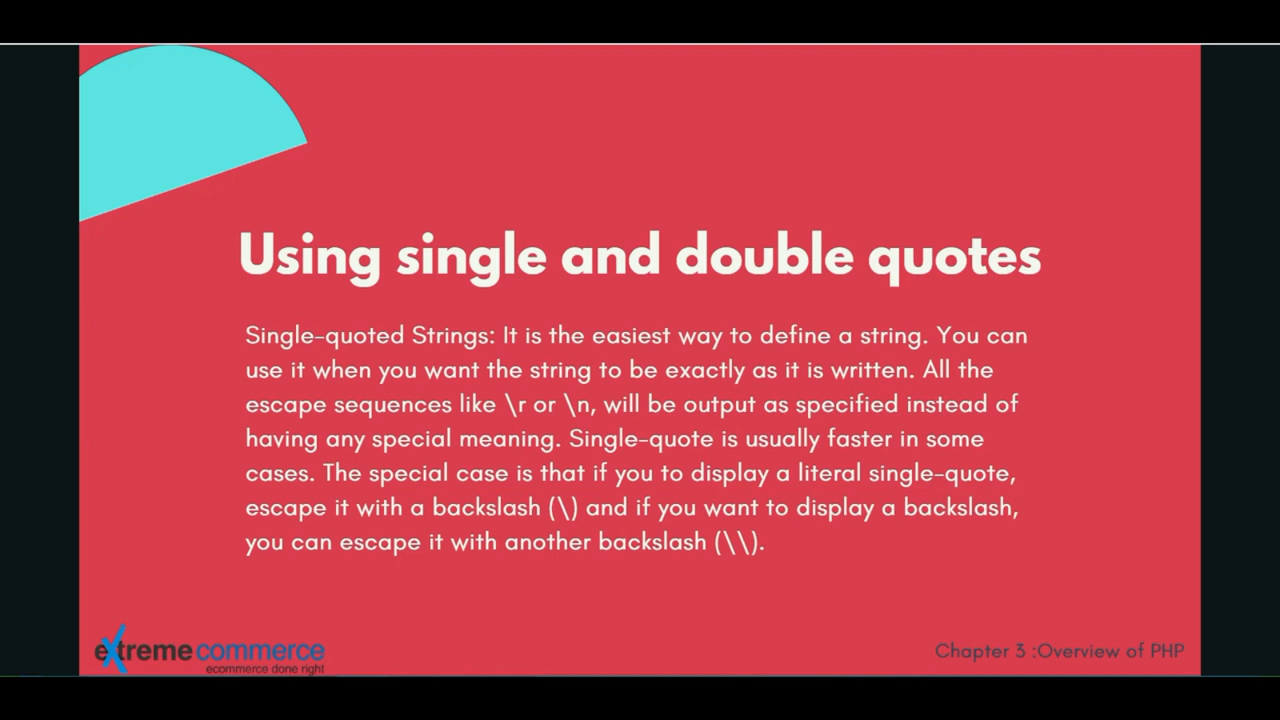 Using single and double quotes
Single-quoted Strings: It is the easiest way to define a string. You can
use it when you want the string to be exactly as it is written. All the
escape sequences like \r or \n, will be output as specified instead of
having any special meaning. Single-quote is usually faster in some
cases. The special case is that if you to display a literal single-quote,
escape it with a backslash (\) and if you want to display a backslash,
you can escape it with another backslash (\\).
extreme commerce
ecommerce done right
Chapter 3 :Overview of PHP